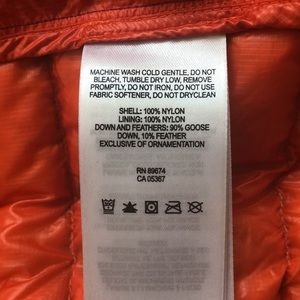 MACHINE WASH COLD GENTLE, DO NOT
BLEACH, TUMBLE DRY LOW, REMOVE
PROMPTLY, DO NOT IRON, DO NOT USE
FABRIC SOFTENER, DO NOT DRYCLEAN
SHELL: 100% NYLON
LINING: 100% NYLON
DOWN AND FEATHERS: 90% GOOSE
DOWN, 10% FEATHER
EXCLUSIVE OF ORNAMENTATION
RN 89674
CA 05367